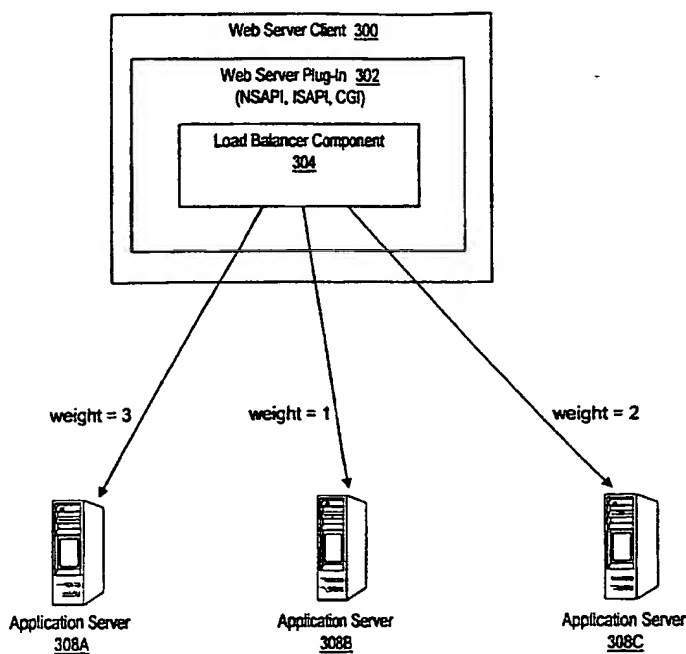 Web Server Client 300
Web Server Plug-In 302
(NSAPI, ISAPI, CGI)
Load Balancer Component
304
weight = 3
weight = 1
weight = 2
Application Server
308A
Application Server
308B
Application Server
308C